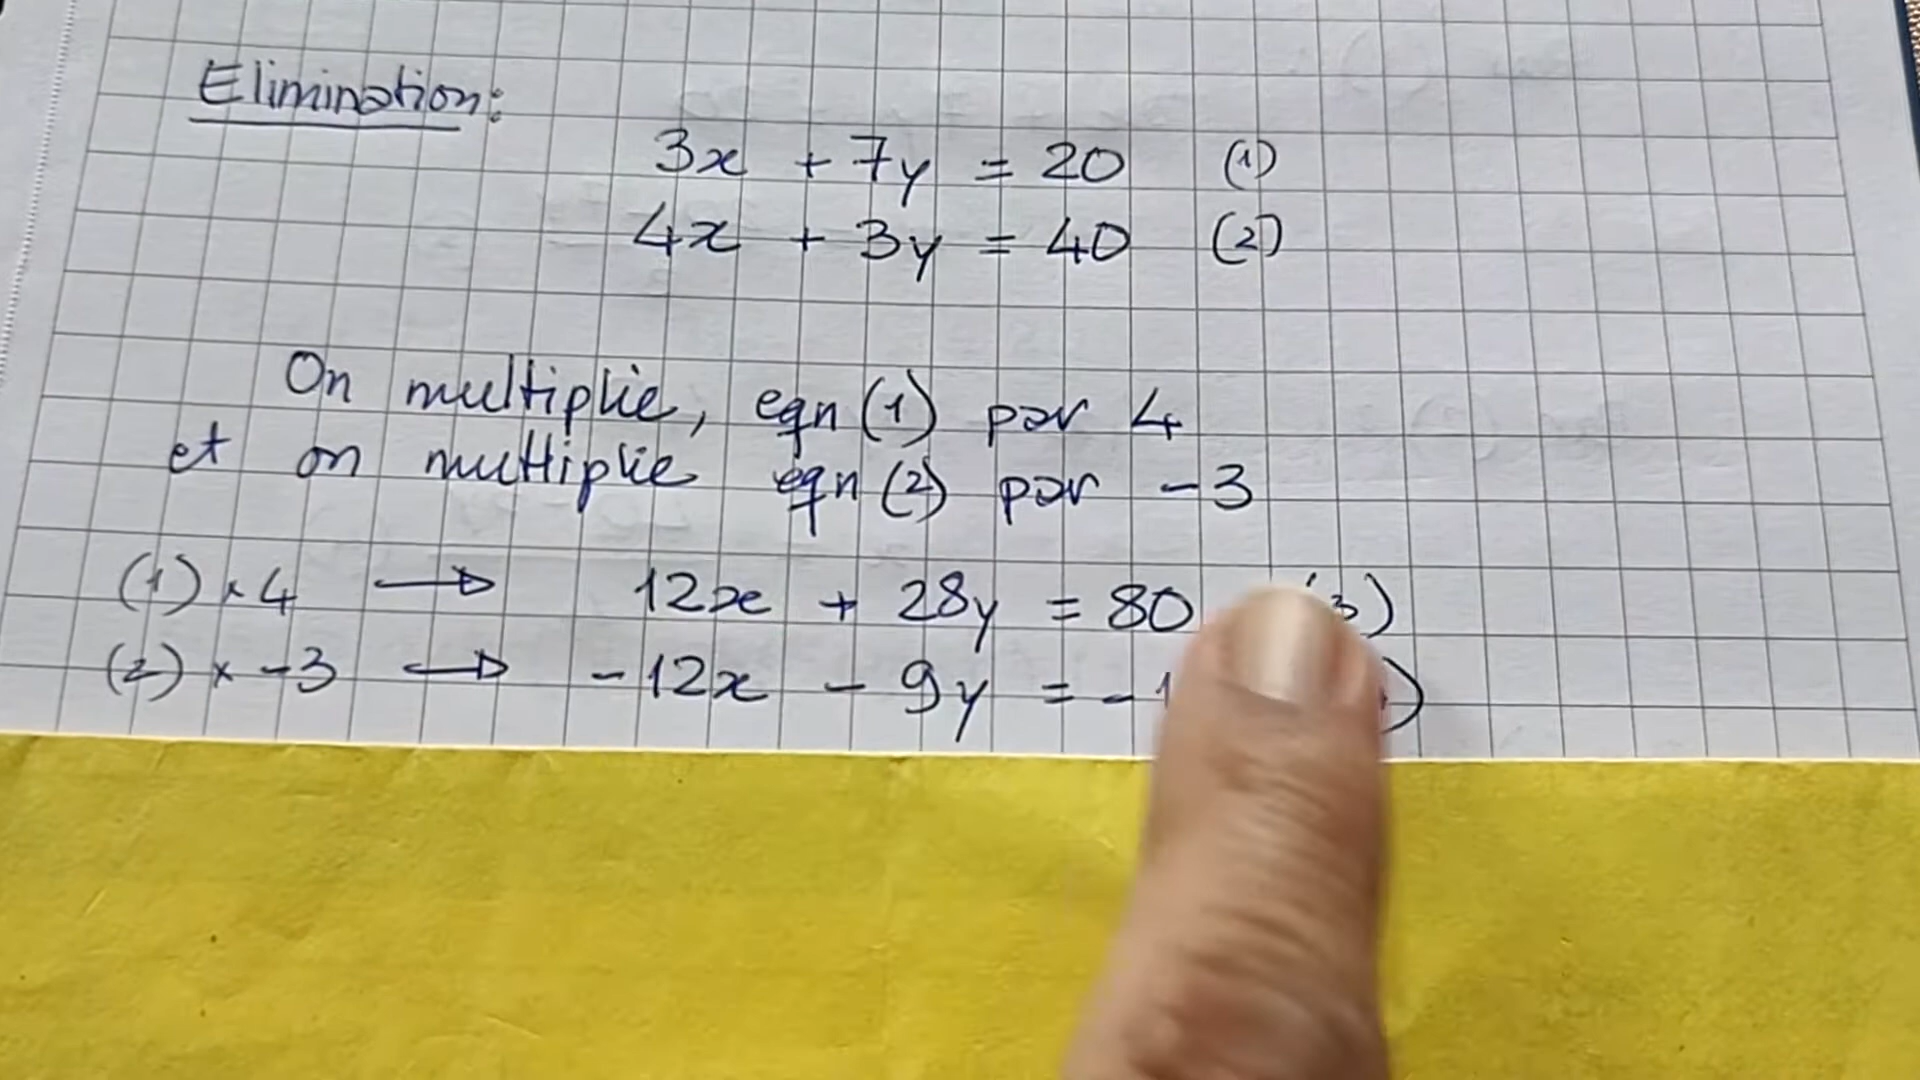 Elimination:
3x + 7y = 20 (1)
4x + 3y = 40 (2)
On multiplie, eqn (1) par 4
et on multiplie eqn (2) par -3
(1) × 4 → 12x + 28y = 80 (3)
(2) × -3 → -12x - 9y = -1